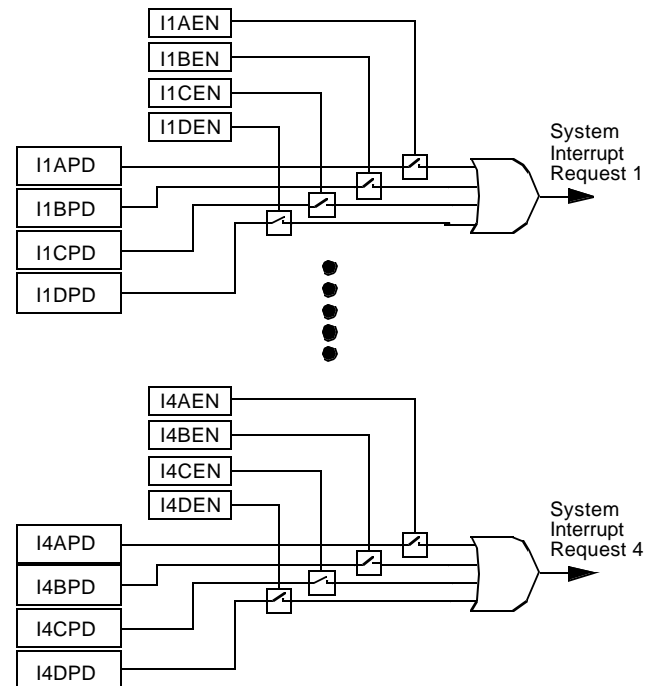 I1AEN
I1BEN
I1CEN
I1DEN
I1APD
I1BPD
I1CPD
I1DPD
System
Interrupt
Request 1
I4AEN
I4BEN
I4CEN
I4DEN
I4APD
I4BPD
I4CPD
I4DPD
System
Interrupt
Request 4